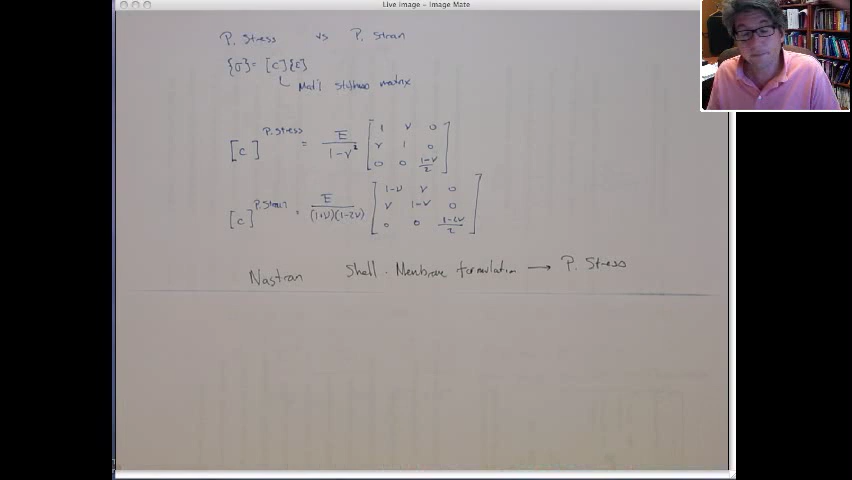 Live Image – Image Mate
P. Stress vs P. Strain
{σ}= [C]{ε}
Mat'l stiffness matrix
[C]^P.Stress = E/(1-ν²) [1 ν 0
ν 1 0
0 0 (1-ν)/2]
[C]^P.Strain = E/((1+ν)(1-2ν)) [1-ν ν 0
ν 1-ν 0
0 0 (1-2ν)/2]
Nastran Shell - Membrane formulation → P. Stress